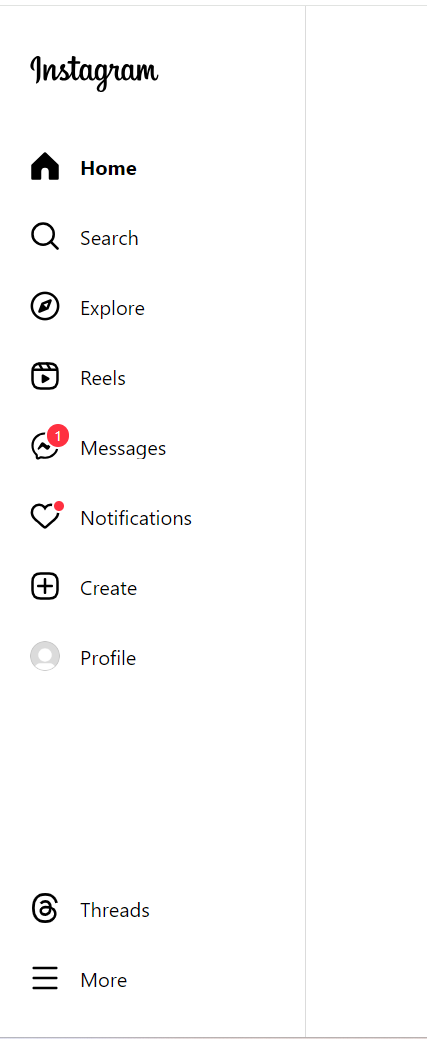 Instagram
Home
Search
Explore
Reels
1
Messages
Notifications
Create
Profile
Threads
More